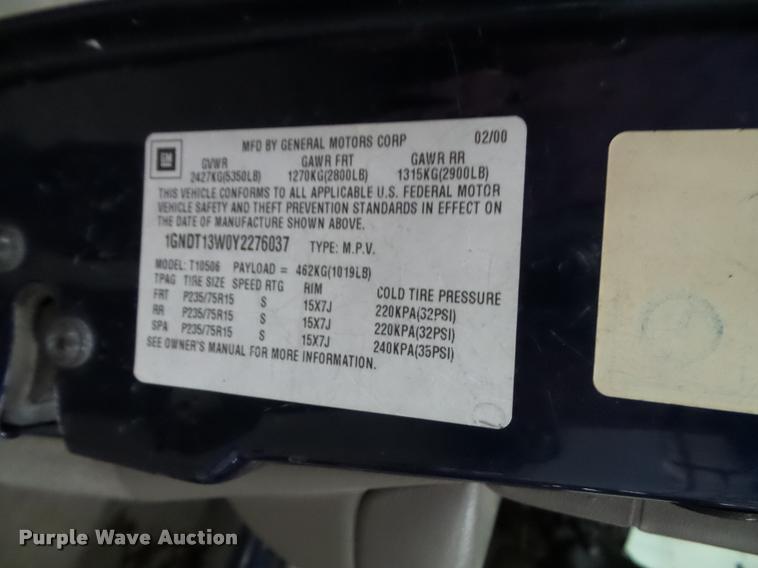 GM
MFD BY GENERAL MOTORS CORP 02/00
GVWR GAWR FRT GAWR RR
2427KG(5350LB) 1270KG(2800LB) 1315KG(2900LB)
THIS VEHICLE CONFORMS TO ALL APPLICABLE U.S. FEDERAL MOTOR
VEHICLE SAFETY AND THEFT PREVENTION STANDARDS IN EFFECT ON
THE DATE OF MANUFACTURE SHOWN ABOVE.
1GNDT13W0Y2276037 TYPE: M.P.V.
MODEL: T10506 PAYLOAD = 462KG(1019LB)
TPAG TIRE SIZE SPEED RTG RIM COLD TIRE PRESSURE
FRT P235/75R15 S 15X7J 220KPA(32PSI)
RR P235/75R15 S 15X7J 220KPA(32PSI)
SPA P235/75R15 S 15X7J 240KPA(35PSI)
SEE OWNER'S MANUAL FOR MORE INFORMATION.
Purple Wave Auction®